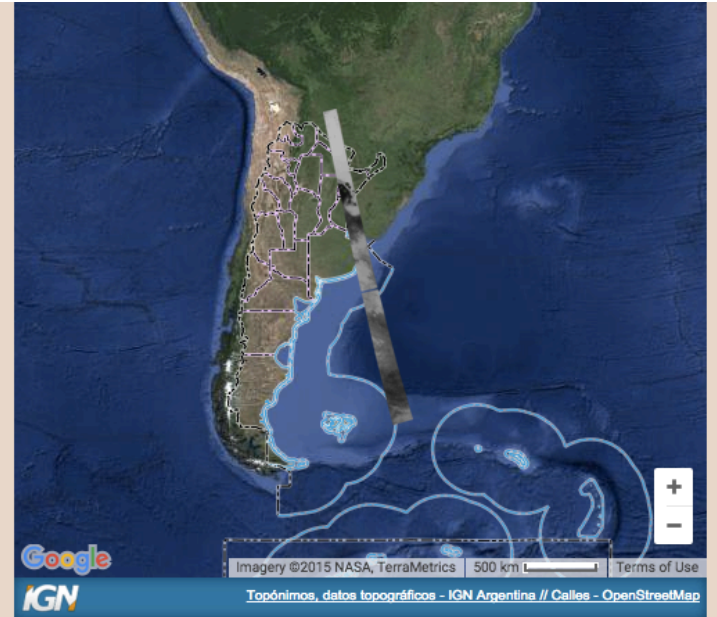 +
−
Google
Imagery ©2015 NASA, TerraMetrics
500 km
Terms of Use
IGN
Topónimos, datos topográficos - IGN Argentina // Calles - OpenStreetMap